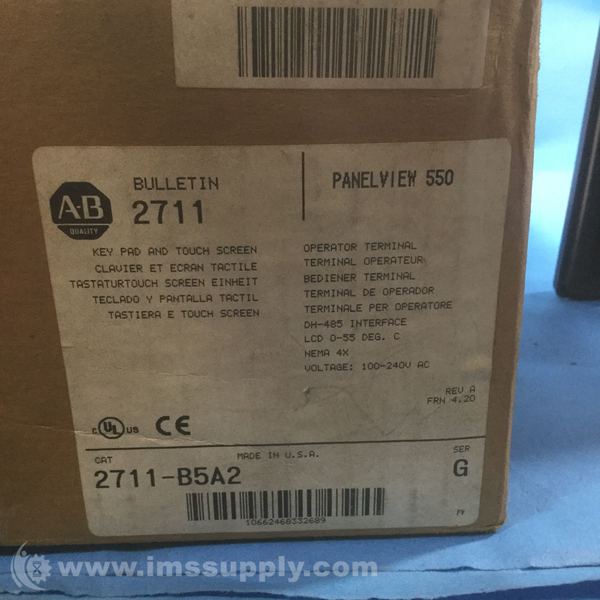 A-B
QUALITY
BULLETIN
2711
PANELVIEW 550
KEY PAD AND TOUCH SCREEN
CLAVIER ET ECRAN TACTILE
TASTATURTOUCH SCREEN EINHEIT
TECLADO Y PANTALLA TACTIL
TASTIERA E TOUCH SCREEN
OPERATOR TERMINAL
TERMINAL OPERATEUR
BEDIENER TERMINAL
TERMINAL DE OPERADOR
TERMINALE PER OPERATORE
DH-485 INTERFACE
LCD 0-55 DEG. C
NEMA 4X
VOLTAGE: 100-240V AC
REV A
FRN 4.20
c UL US CE
CAT
MADE IN U.S.A.
SER
2711-B5A2
G
10662468332689
www.imssupply.com